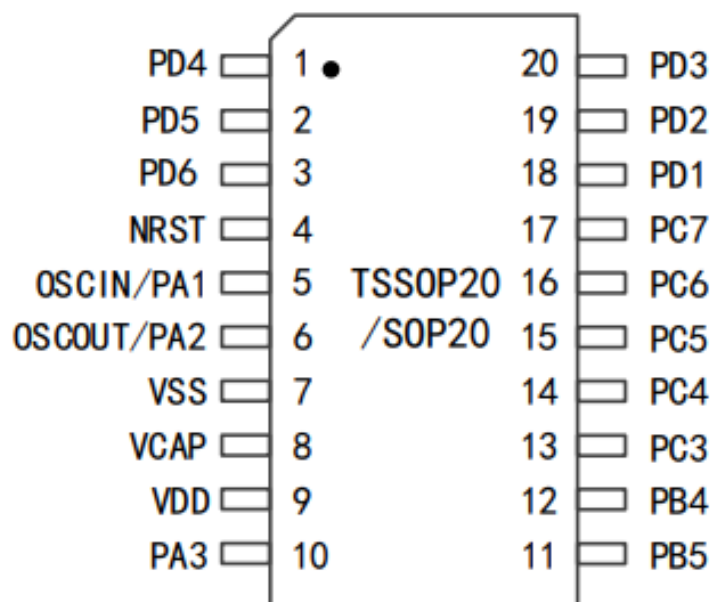 PD4 1 20 PD3
PD5 2 19 PD2
PD6 3 18 PD1
NRST 4 17 PC7
OSCIN/PA1 5 TSSOP20 16 PC6
OSCOUT/PA2 6 /SOP20 15 PC5
VSS 7 14 PC4
VCAP 8 13 PC3
VDD 9 12 PB4
PA3 10 11 PB5